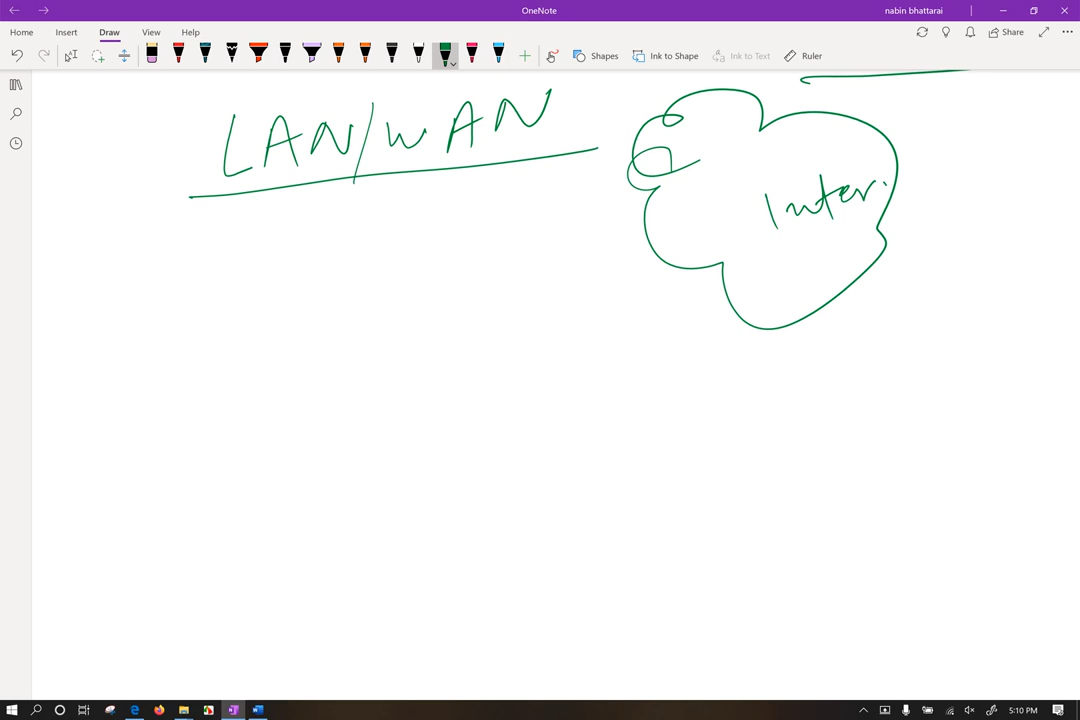 OneNote
nabin bhattarai
Home Insert Draw View Help
Share
Shapes Ink to Shape Ink to Text Ruler
LAN/WAN
Inter.
5:10 PM